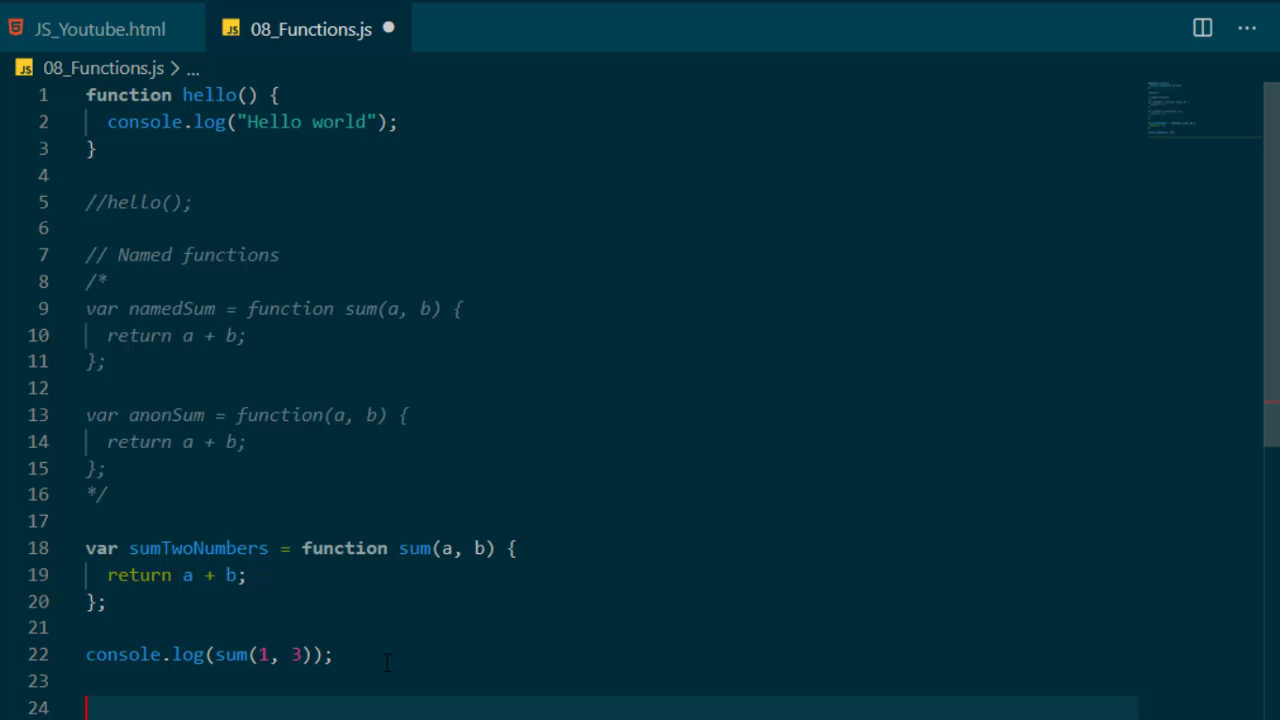 JS_Youtube.html
JS 08_Functions.js
JS 08_Functions.js > ...
1 function hello() {
2 console.log("Hello world");
3 }
4
5 //hello();
6
7 // Named functions
8 /*
9 var namedSum = function sum(a, b) {
10 return a + b;
11 };
12
13 var anonSum = function(a, b) {
14 return a + b;
15 };
16 */
17
18 var sumTwoNumbers = function sum(a, b) {
19 return a + b;
20 };
21
22 console.log(sum(1, 3));
23
24